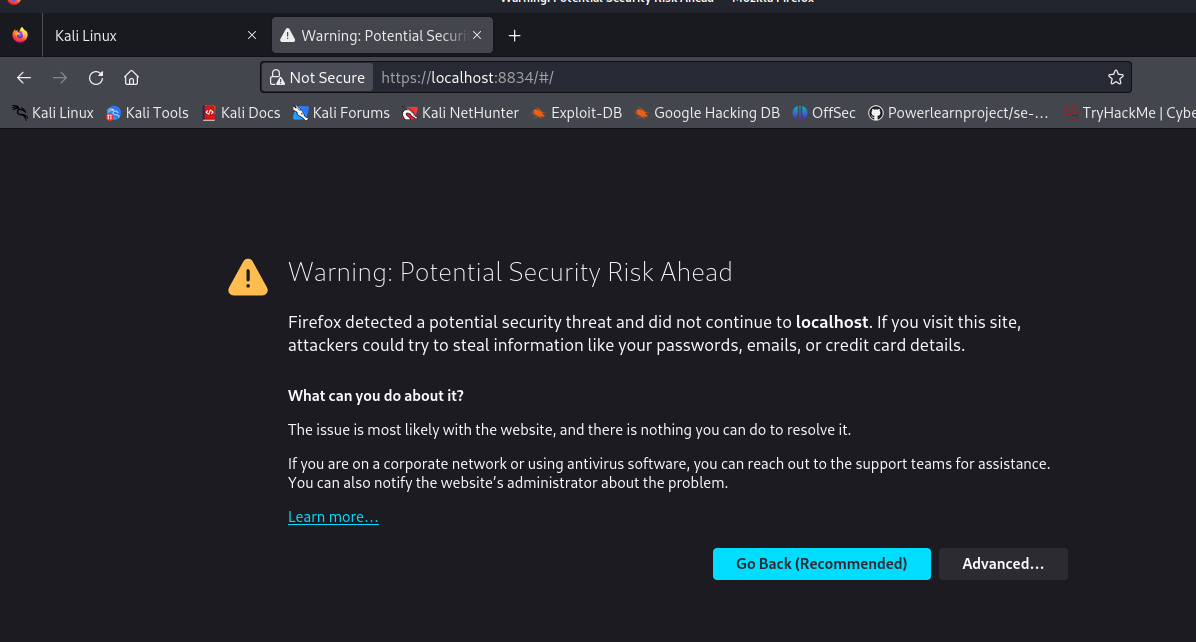 Warning: Potential Security Risk Ahead — Mozilla Firefox
Kali Linux
Warning: Potential Securi
Not Secure
https://localhost:8834/#/
Kali Linux
Kali Tools
Kali Docs
Kali Forums
Kali NetHunter
Exploit-DB
Google Hacking DB
OffSec
Powerlearnproject/se-…
TryHackMe | Cybe
Warning: Potential Security Risk Ahead
Firefox detected a potential security threat and did not continue to localhost. If you visit this site,
attackers could try to steal information like your passwords, emails, or credit card details.
What can you do about it?
The issue is most likely with the website, and there is nothing you can do to resolve it.
If you are on a corporate network or using antivirus software, you can reach out to the support teams for assistance.
You can also notify the website’s administrator about the problem.
Learn more…
Go Back (Recommended)
Advanced…